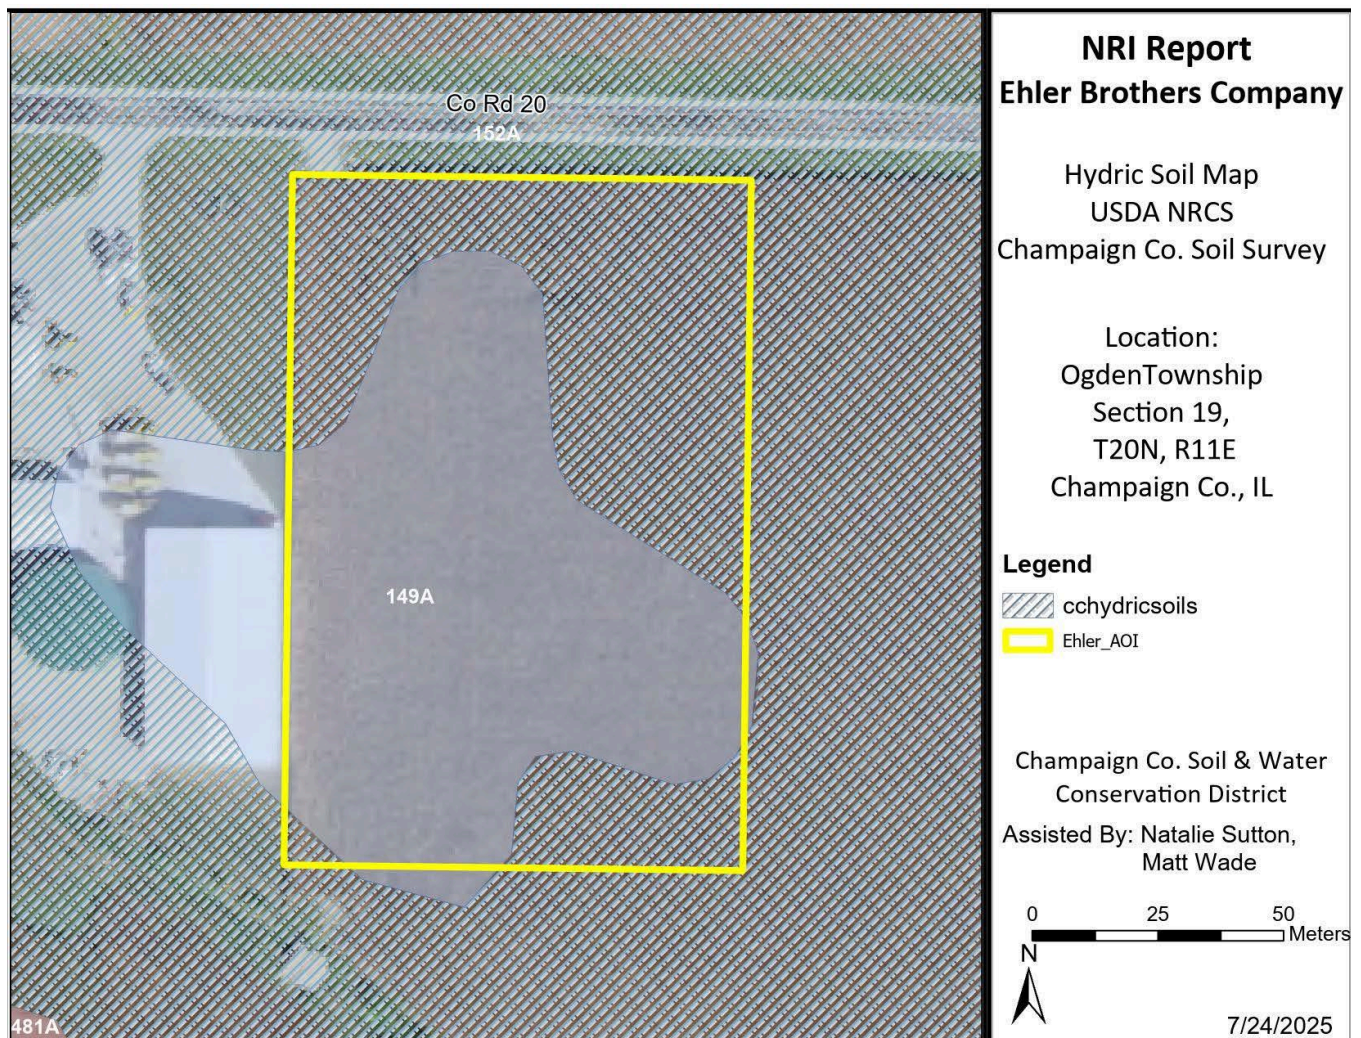 Co Rd 20
152A
149A
481A
NRI Report
Ehler Brothers Company
Hydric Soil Map
USDA NRCS
Champaign Co. Soil Survey
Location:
OgdenTownship
Section 19,
T20N, R11E
Champaign Co., IL
Legend
cchydricsoils
Ehler_AOI
Champaign Co. Soil & Water
Conservation District
Assisted By: Natalie Sutton,
Matt Wade
0 25 50
Meters
N
7/24/2025